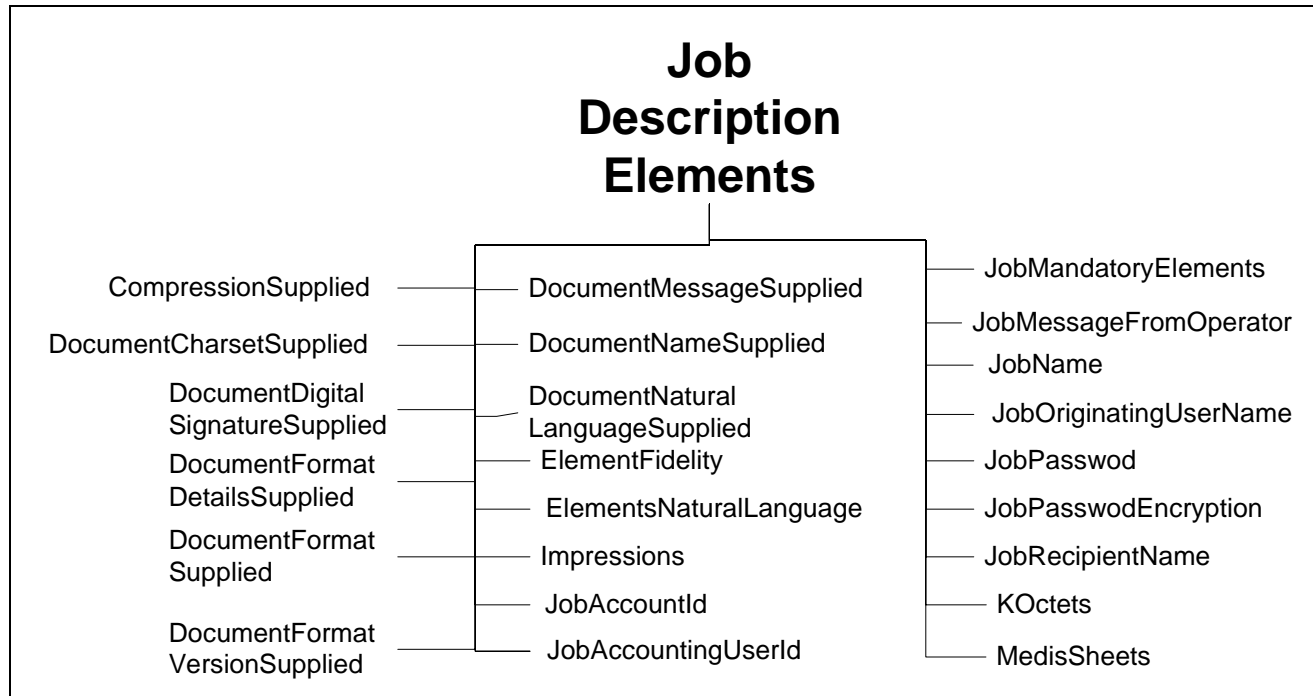 Job
Description
Elements
CompressionSupplied
DocumentCharsetSupplied
DocumentDigital
SignatureSupplied
DocumentFormat
DetailsSupplied
DocumentFormat
Supplied
DocumentFormat
VersionSupplied
DocumentMessageSupplied
DocumentNameSupplied
DocumentNatural
LanguageSupplied
ElementFidelity
ElementsNaturalLanguage
Impressions
JobAccountId
JobAccountingUserId
JobMandatoryElements
JobMessageFromOperator
JobName
JobOriginatingUserName
JobPasswod
JobPasswodEncryption
JobRecipientName
KOctets
MedisSheets